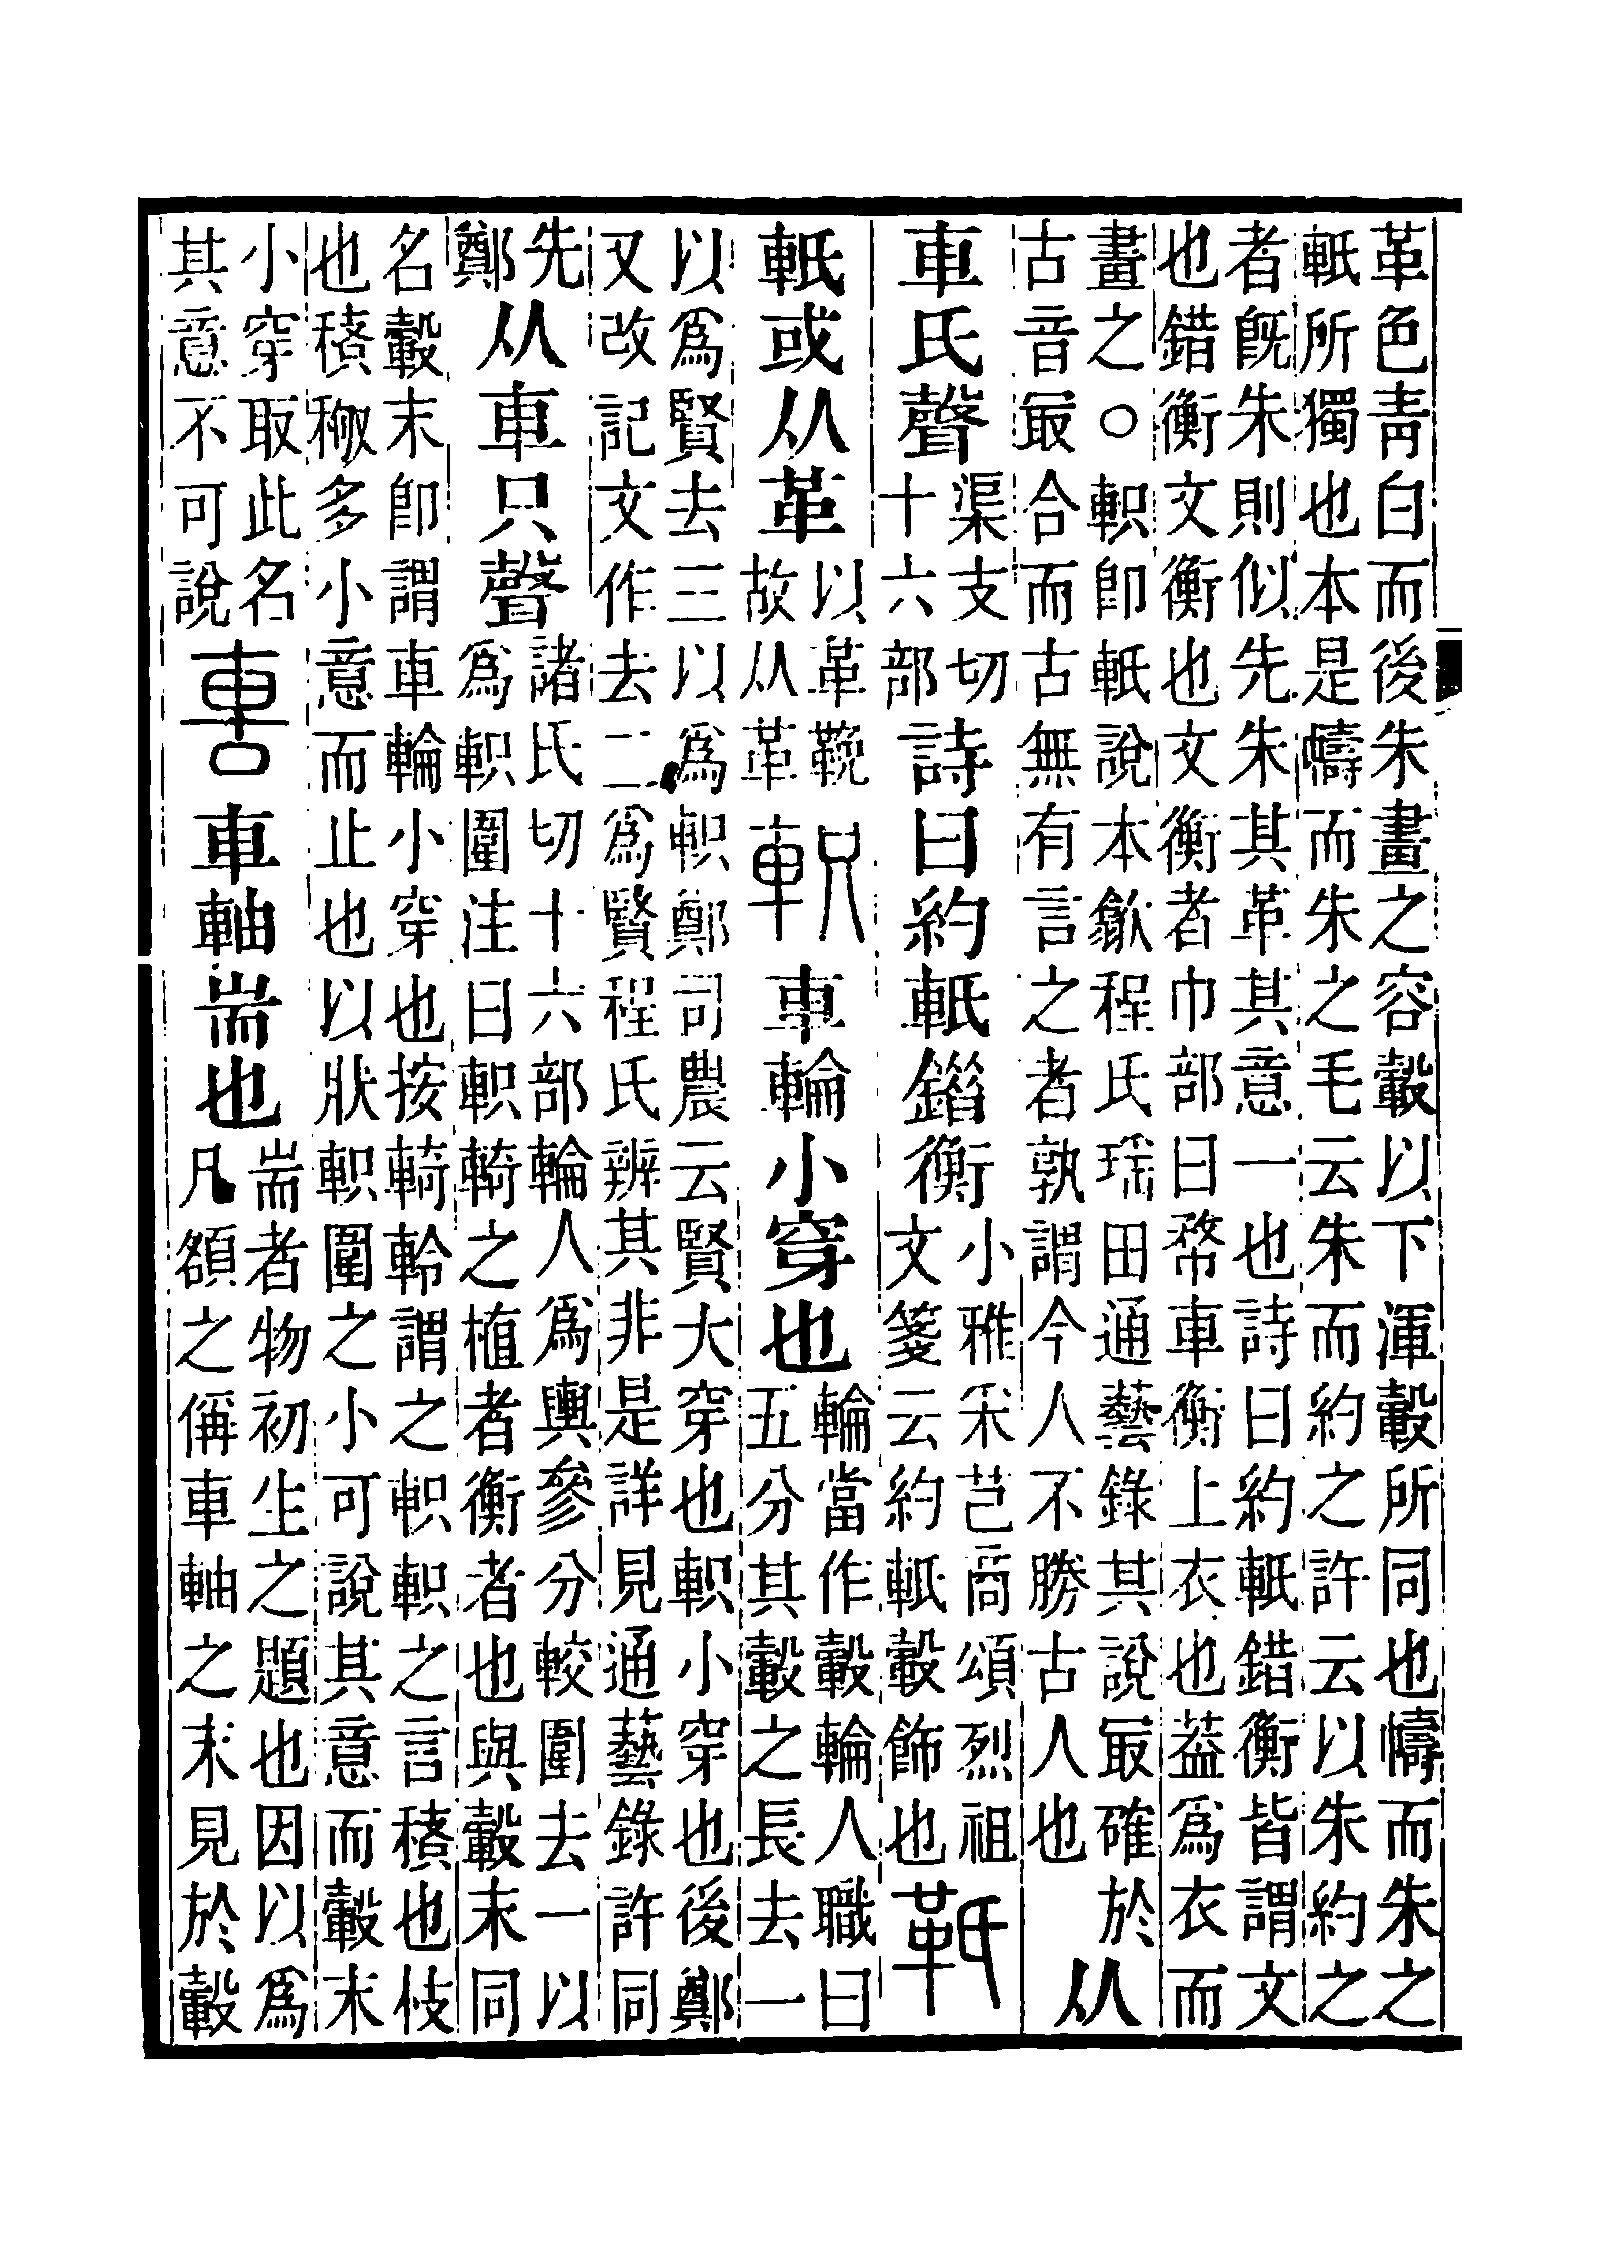 革色青白而後朱畫之容轂以下渾轂所同也幬而朱之
軝所獨也本是幬而朱之毛云朱而約之許云以朱約之
者旣朱則似先朱其革其意一也詩曰約軝錯衡皆謂文
也錯衡文衡也文衡者巾部曰㡔車衡上衣也葢爲衣而
畫之○軹卽軝說本歙程氏瑤田通藝錄其說冣確於
古音冣合而古無有言之者孰謂今人不勝古人也
从
車氏聲
渠支切
十六部
詩曰約軝䥘衡
小雅采芑商頌烈祖
文箋云約軝轂飾也
𩉬
軝或从革
以革鞔
故从革
軹
車輪小穿也
輪當作轂輪人職曰
五分其轂之長去一
以爲賢去三以爲軹鄭司農云賢大穿也軹小穿也後鄭
又改記文作去二爲賢程氏辨其非是詳見通藝錄許同
先
鄭
从車只聲
諸氏切十六部輪人爲輿參分較圍去一以
爲軹圍注曰軹輢之植者衡者也與轂末同
名轂末卽謂車輪小穿也按輢軨謂之軹軹之言也枝
也多小意而止也以狀軹圍之小可說其意而轂末
小穿取此名
其意不可說
軎
車軸耑也
耑者物初生之題也因以爲
凡額之偁車軸之末見於轂